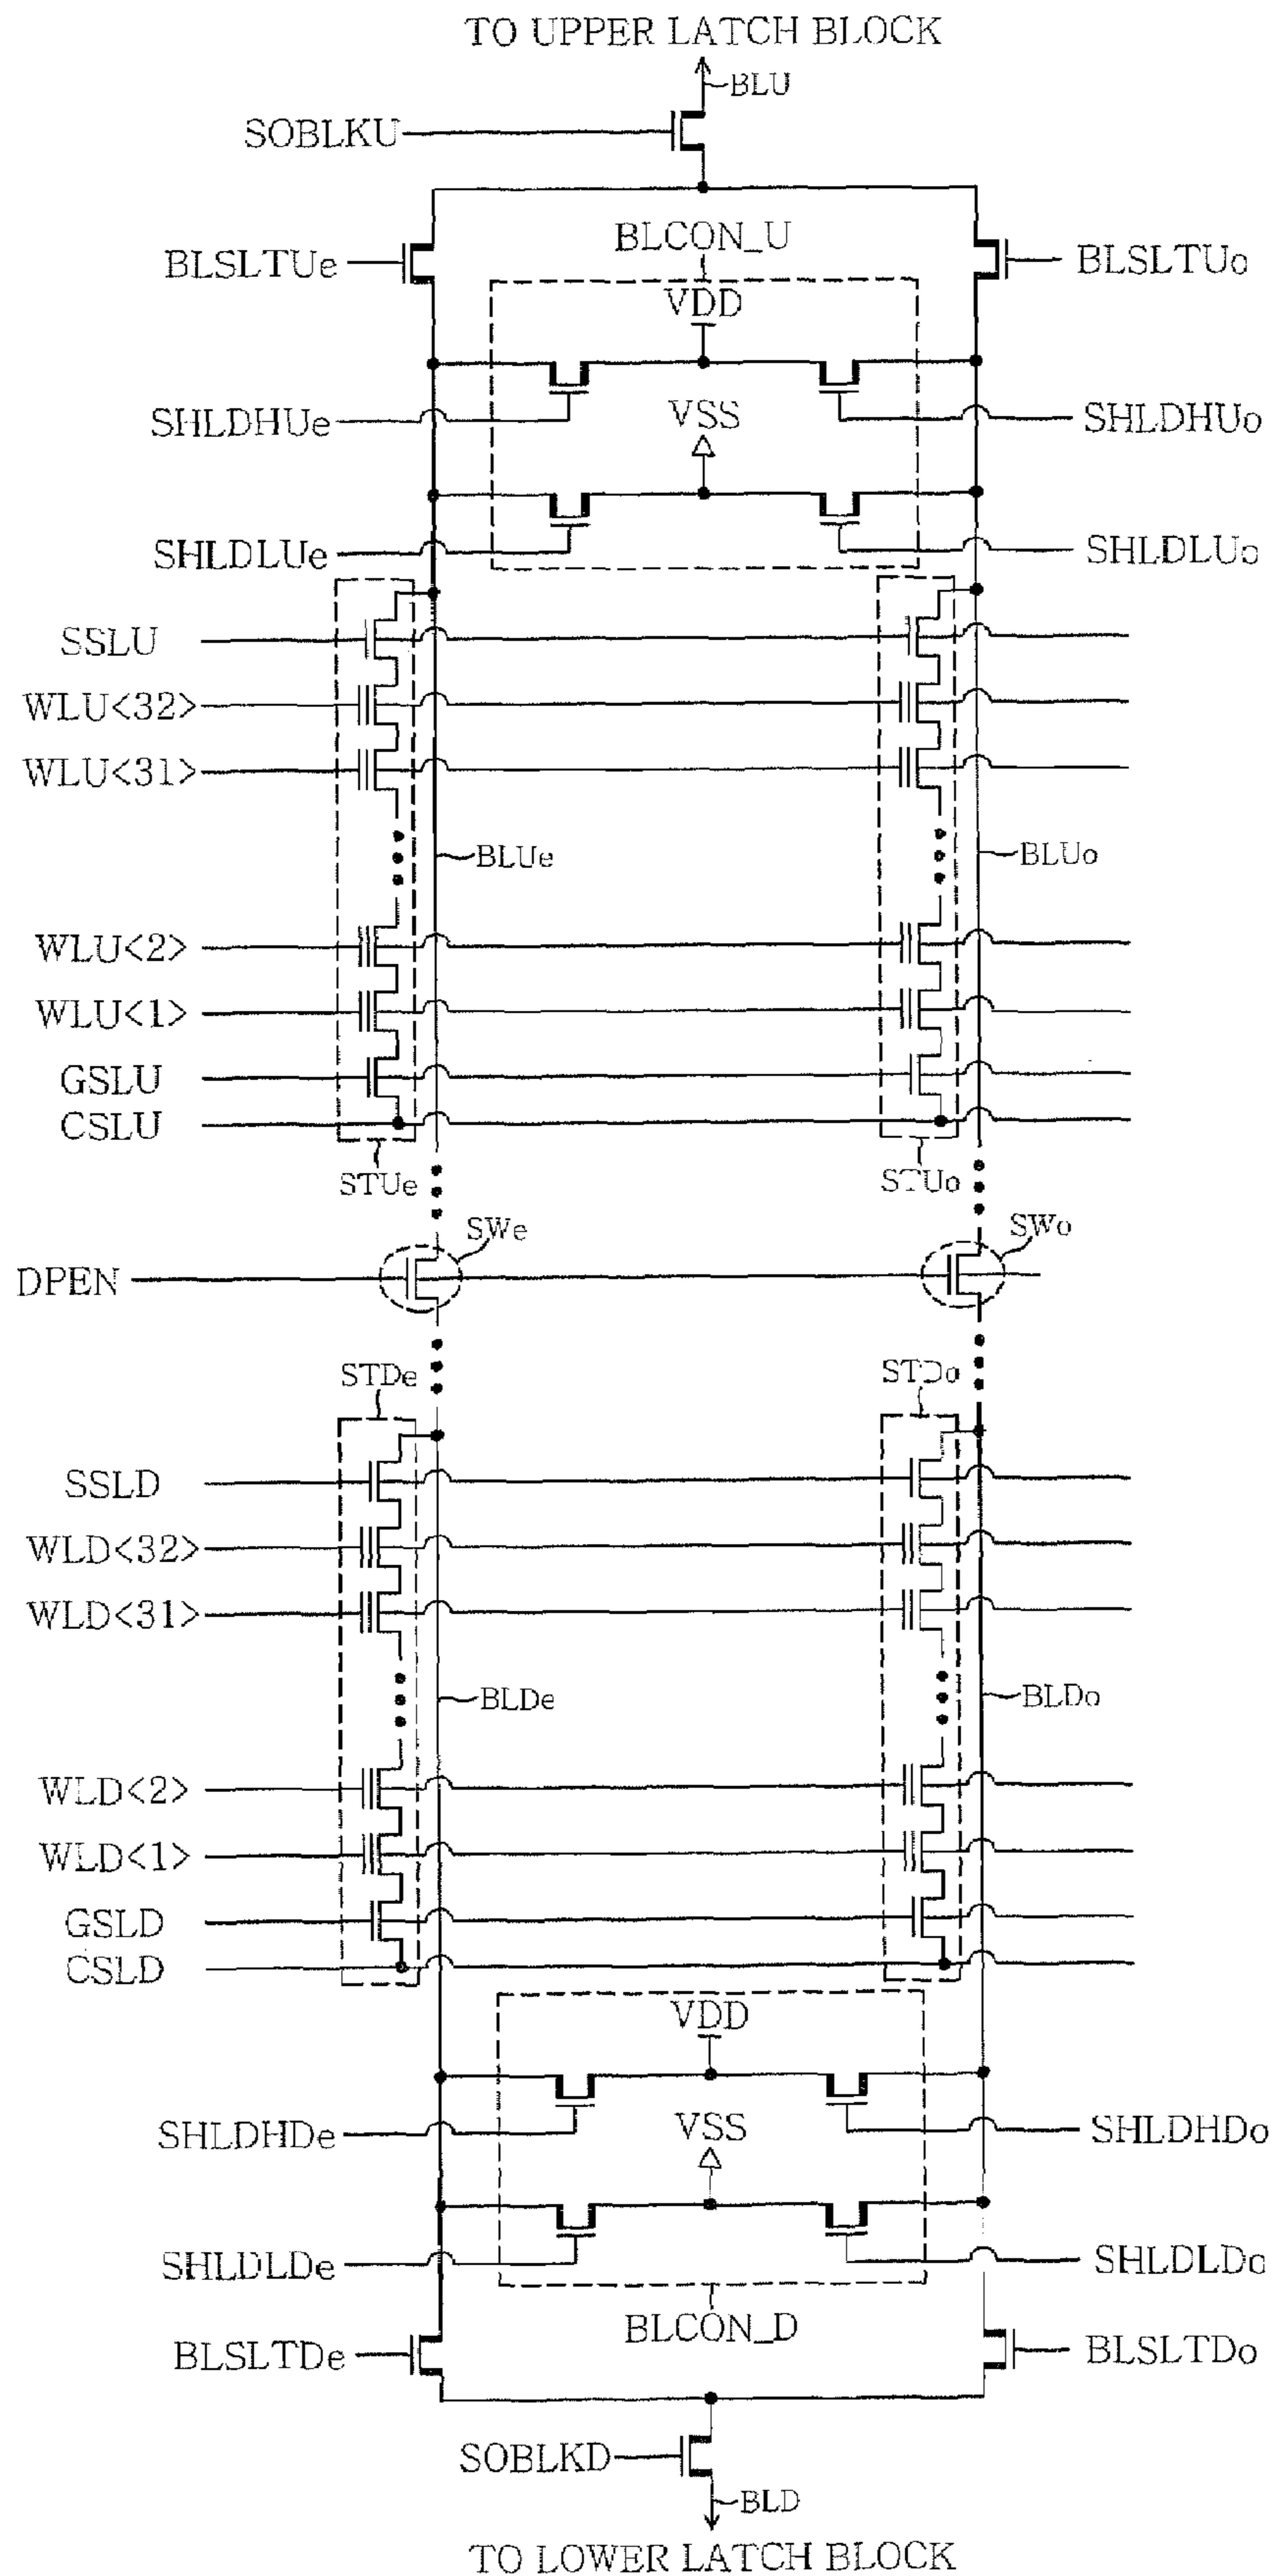 TO UPPER LATCH BLOCK
BLU
SOBLKU
BLCON_U
BLSLTUe
BLSLTUo
VDD
SHLDHUe
VSS
SHLDHUo
SHLDLUe
SHLDLUo
SSLU
WLU<32>
WLU<31>
BLUe
BLUo
WLU<2>
WLU<1>
GSLU
CSLU
STUe
STUo
SWe
SWo
DPEN
STDe
STDo
SSLD
WLD<32>
WLD<31>
BLDe
BLDo
WLD<2>
WLD<1>
GSLD
CSLD
VDD
SHLDHDe
VSS
SHLDHDo
SHLDLDe
SHLDLDo
BLCON_D
BLSLTDe
BLSLTDo
SOBLKD
BLD
TO LOWER LATCH BLOCK